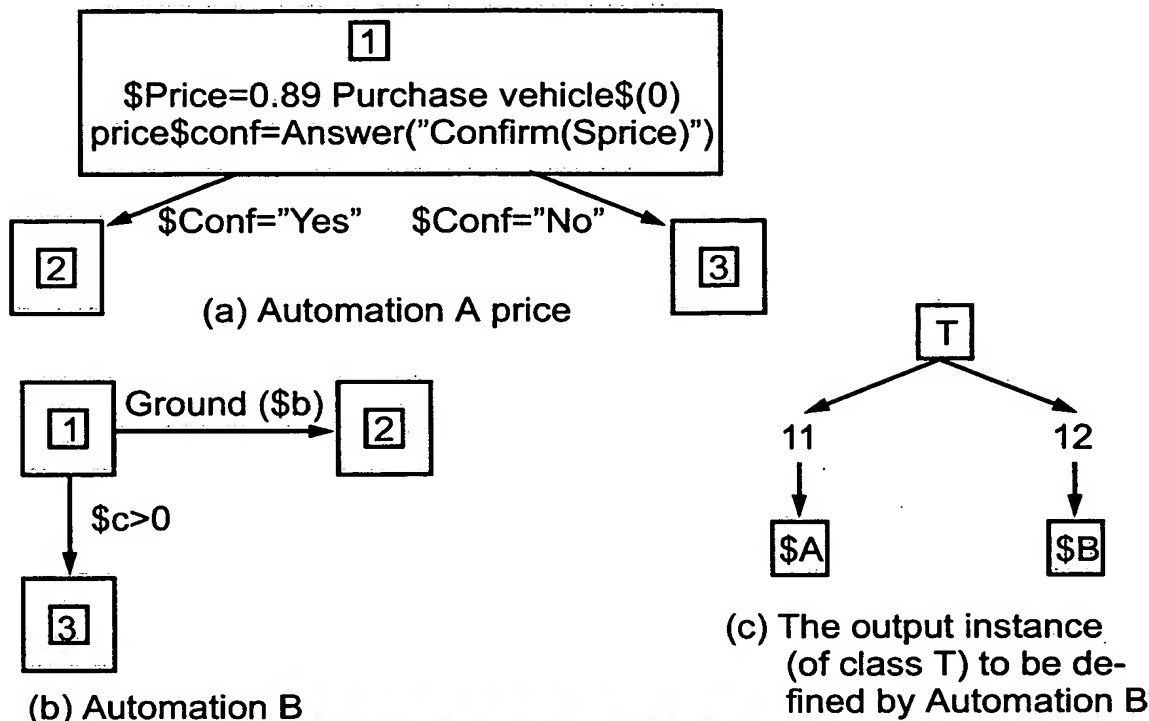 1
$Price=0.89 Purchase vehicle$(0)
price$conf=Answer("Confirm(Sprice)")
$Conf="Yes" $Conf="No"
2
3
(a) Automation A price
T
1
Ground ($b)
2
11
12
$c>0
$A
$B
3
(c) The output instance
(of class T) to be de-
fined by Automation B
(b) Automation B